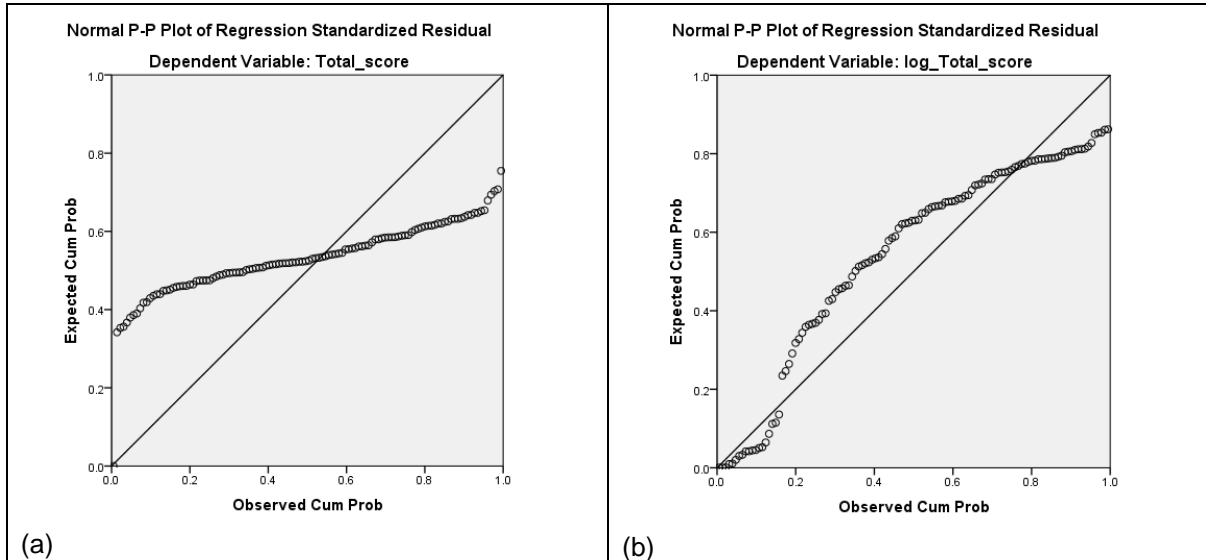 Normal P-P Plot of Regression Standardized Residual
Dependent Variable: Total_score
1.0
0.8
0.6
0.4
0.2
0.0
0.0 0.2 0.4 0.6 0.8 1.0
Expected Cum Prob
Observed Cum Prob
(a)
Normal P-P Plot of Regression Standardized Residual
Dependent Variable: log_Total_score
1.0
0.8
0.6
0.4
0.2
0.0
0.0 0.2 0.4 0.6 0.8 1.0
Expected Cum Prob
Observed Cum Prob
(b)